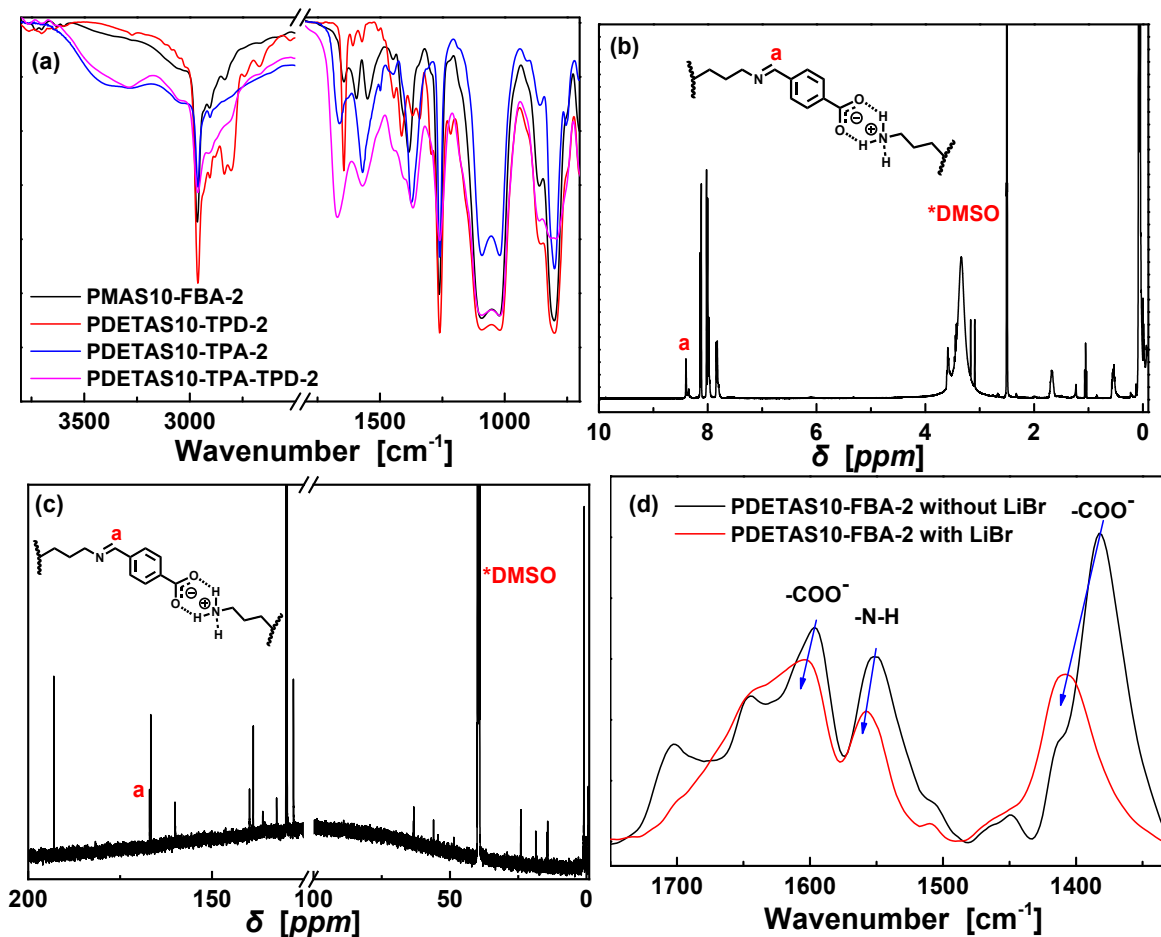 (a)
PMAS10-FBA-2
PDETAS10-TPD-2
PDETAS10-TPA-2
PDETAS10-TPA-TPD-2
3500 3000 1500 1000
Wavenumber [cm⁻¹]
(b)
a
N
O
⊖
O
H
⊕
H-N
H
*DMSO
a
10 8 6 4 2 0
δ [ppm]
(c)
a
N
O
⊖
O
H
⊕
H-N
H
*DMSO
a
200 150 100 50 0
δ [ppm]
(d)
PDETAS10-FBA-2 without LiBr
PDETAS10-FBA-2 with LiBr
-COO⁻
-COO⁻
-N-H
1700 1600 1500 1400
Wavenumber [cm⁻¹]